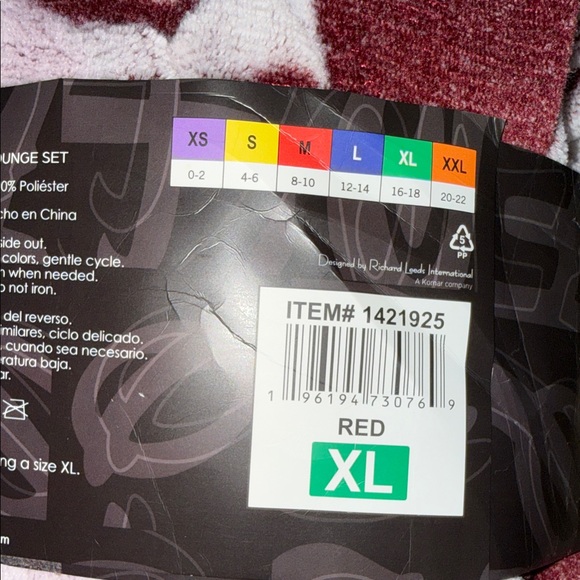 XS S M L XL XXL
0-2 4-6 8-10 12-14 16-18 20-22
UNGE SET
0% Poliéster
cho en China
side out.
colors, gentle cycle.
when needed.
not iron.
del reverso.
imilares, ciclo delicado.
cuando sea necesario.
ratura baja.
ar.
ng a size XL.
m
5
PP
Designed by Richard Leeds International
A Komar company
ITEM# 1421925
1 96194 73076 9
RED
XL